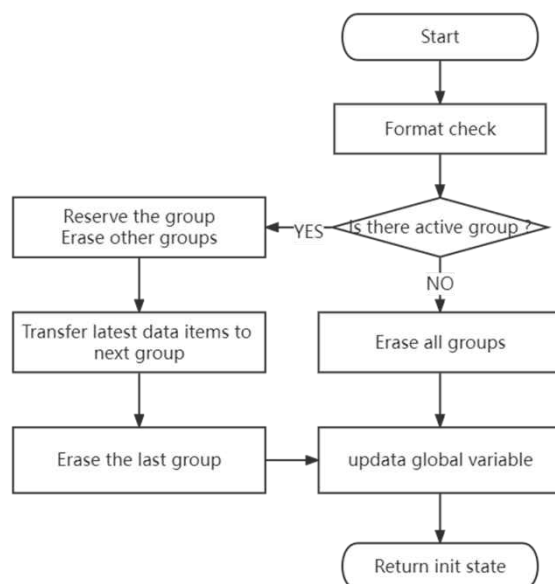 Start
Format check
Is there active group ?
YES
NO
Reserve the group
Erase other groups
Transfer latest data items to
next group
Erase all groups
Erase the last group
updata global variable
Return init state